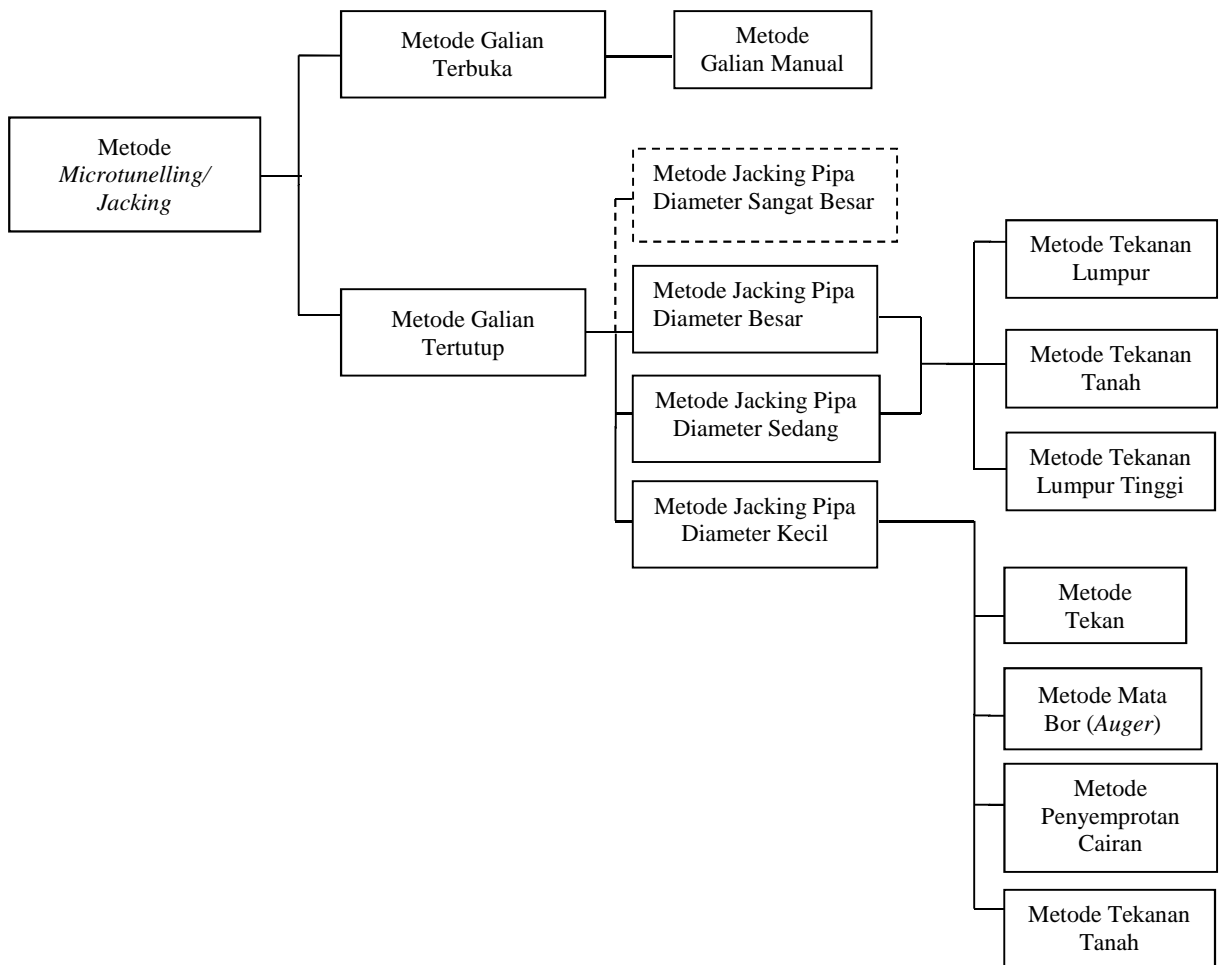 Metode
Microtunelling/
Jacking
Metode Galian
Terbuka
Metode
Galian Manual
Metode Galian
Tertutup
Metode Jacking Pipa
Diameter Sangat Besar
Metode Jacking Pipa
Diameter Besar
Metode Jacking Pipa
Diameter Sedang
Metode Jacking Pipa
Diameter Kecil
Metode Tekanan
Lumpur
Metode Tekanan
Tanah
Metode Tekanan
Lumpur Tinggi
Metode
Tekan
Metode Mata
Bor (Auger)
Metode
Penyemprotan
Cairan
Metode Tekanan
Tanah